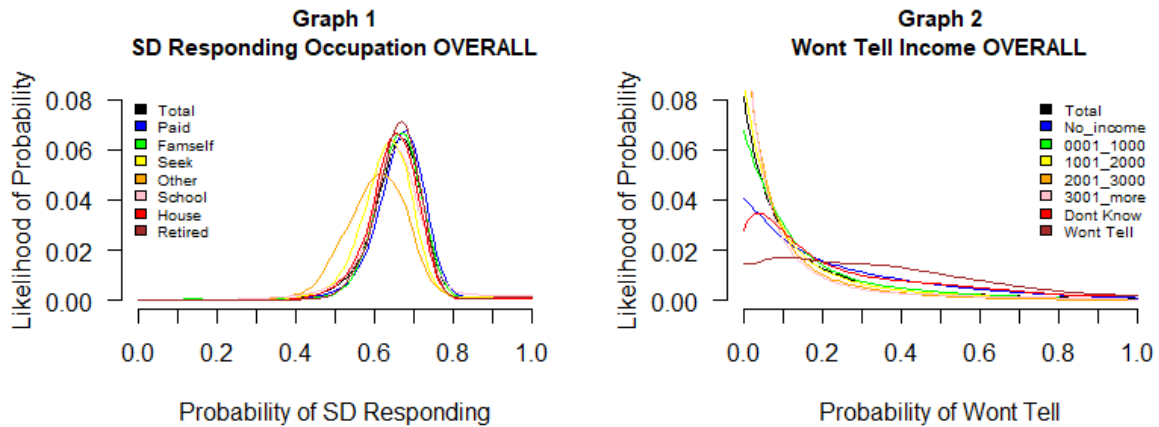 Graph 1
SD Responding Occupation OVERALL
Likelihood of Probability
0.08
0.06
0.04
0.02
0.00
Total
Paid
Famself
Seek
Other
School
House
Retired
0.0 0.2 0.4 0.6 0.8 1.0
Probability of SD Responding
Graph 2
Wont Tell Income OVERALL
Likelihood of Probability
0.08
0.06
0.04
0.02
0.00
Total
No_income
0001_1000
1001_2000
2001_3000
3001_more
Dont Know
Wont Tell
0.0 0.2 0.4 0.6 0.8 1.0
Probability of Wont Tell